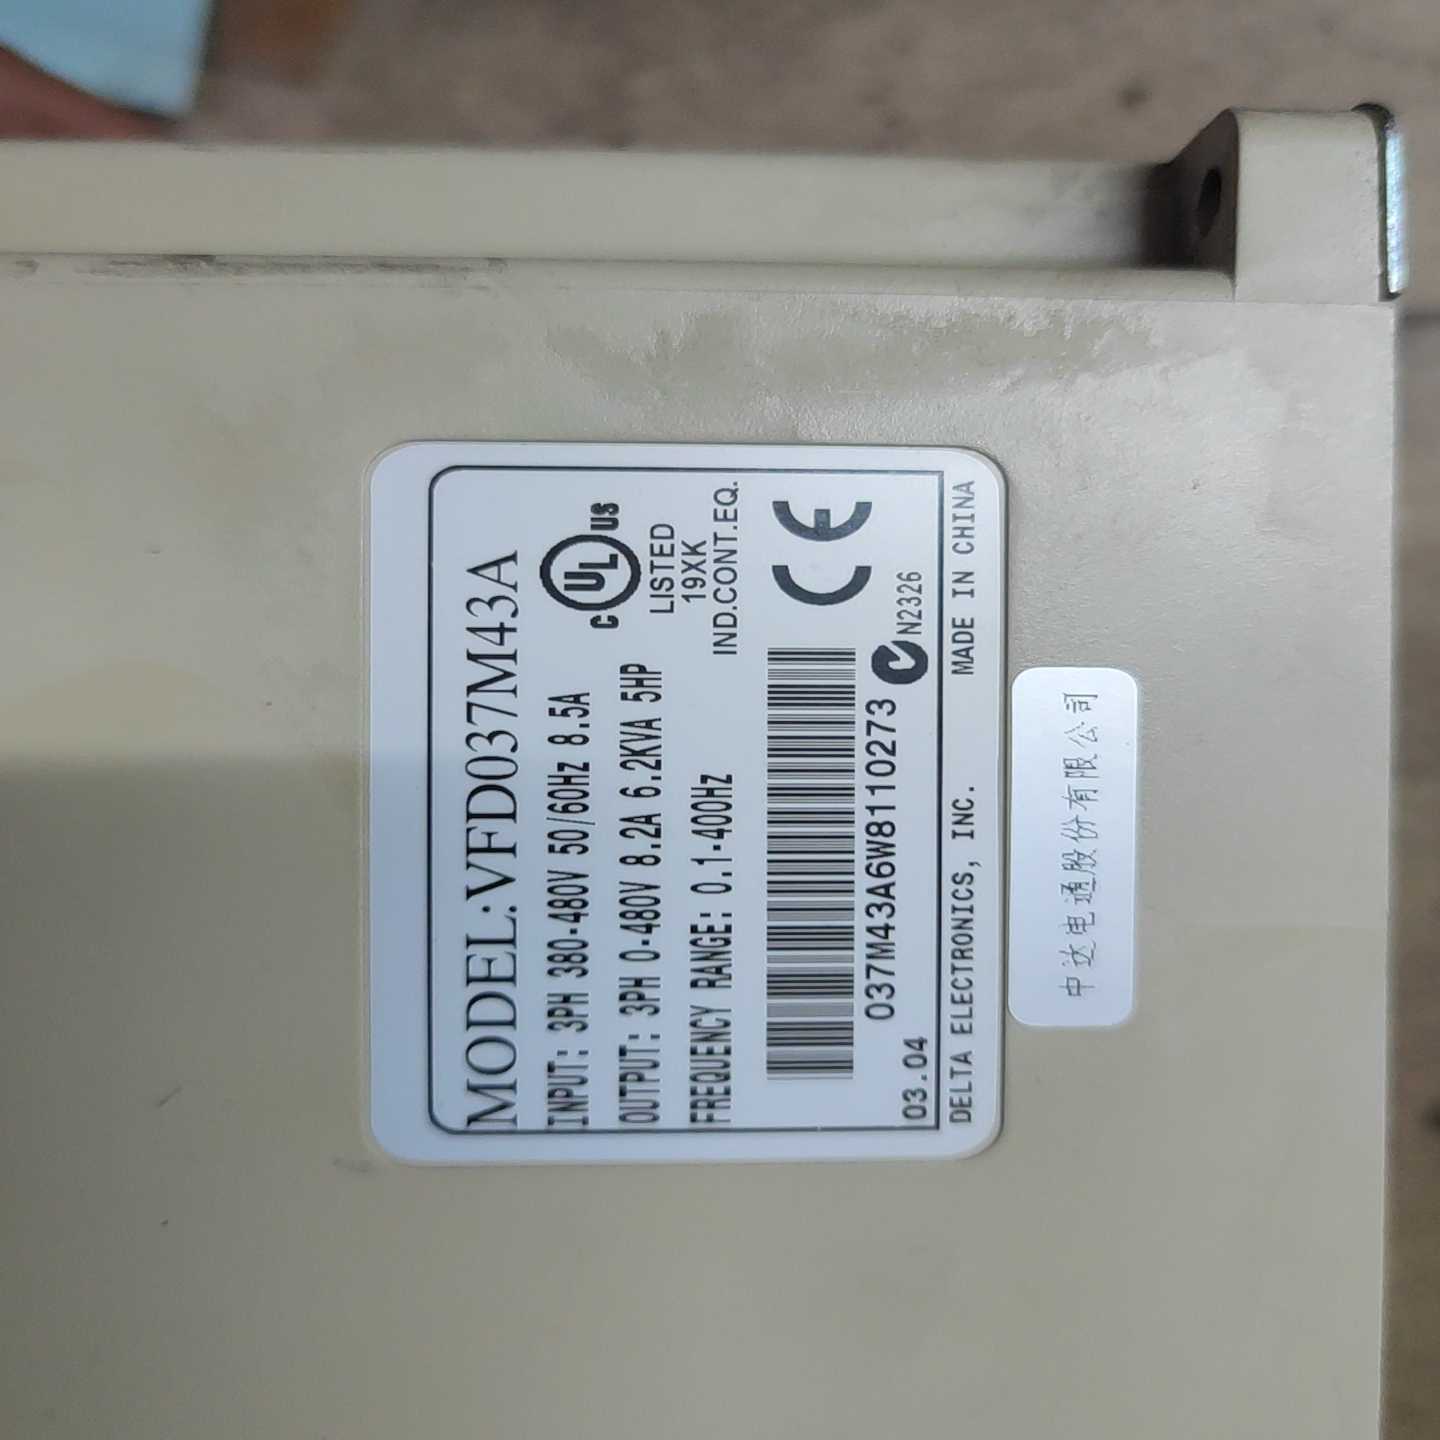 MODEL:VFD037M43A
INPUT: 3PH 380-480V 50/60Hz 8.5A
OUTPUT: 3PH 0-480V 8.2A 6.2KVA 5HP
FREQUENCY RANGE: 0.1-400Hz
C UL US
LISTED
19XK
IND.CONT.EQ.
CE
037M43A6W8110273
N2326
03.04
DELTA ELECTRONICS, INC. MADE IN CHINA
中达电通股份有限公司